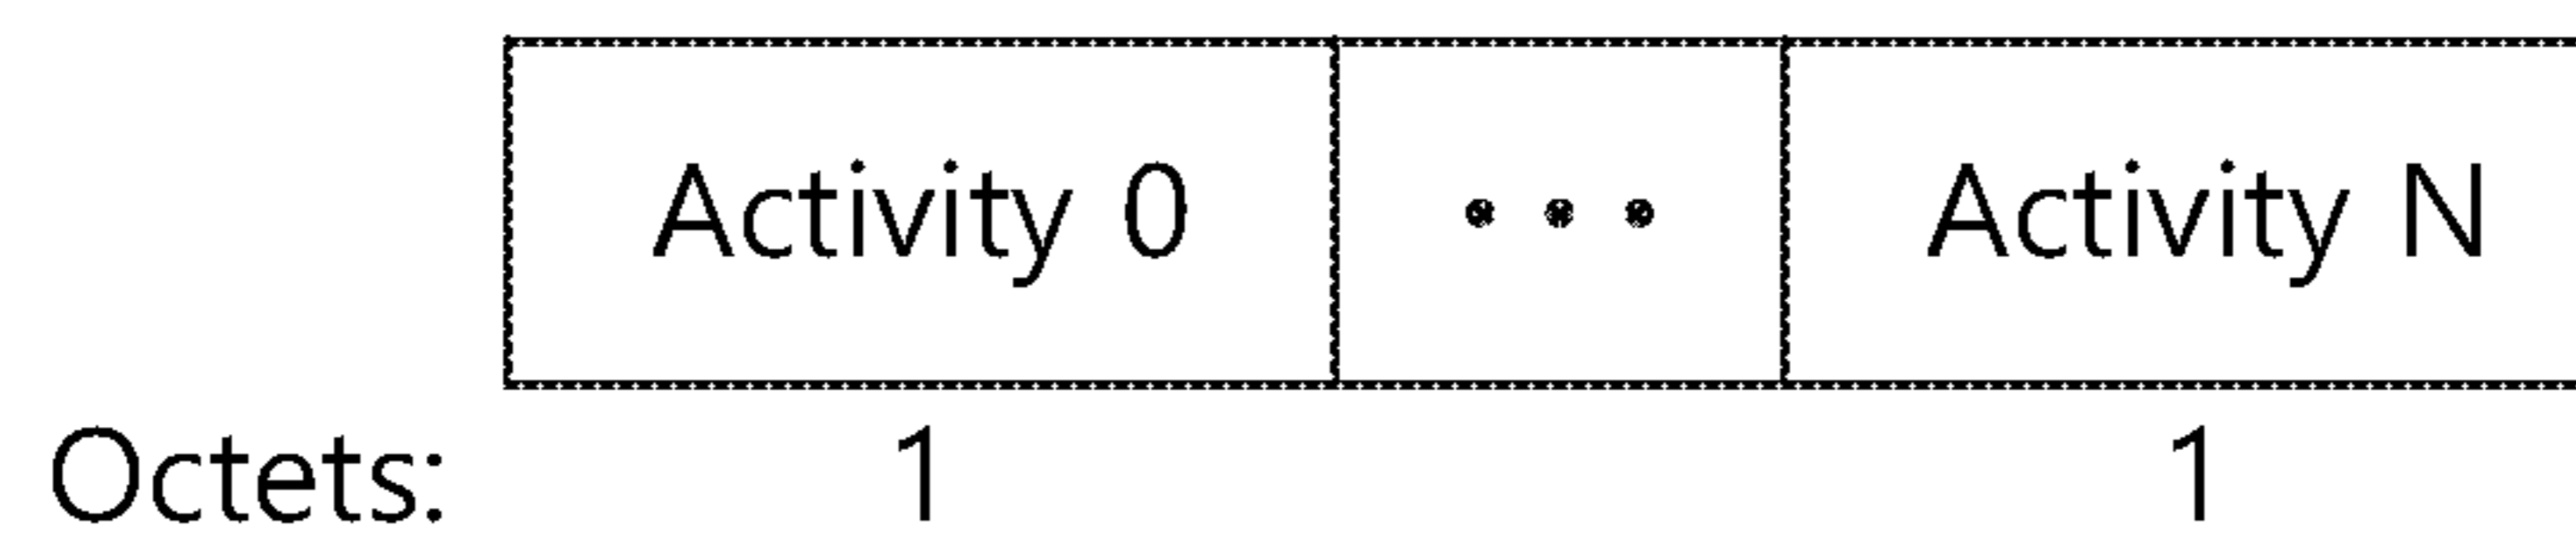 Activity 0 • • • Activity N
Octets: 1 1